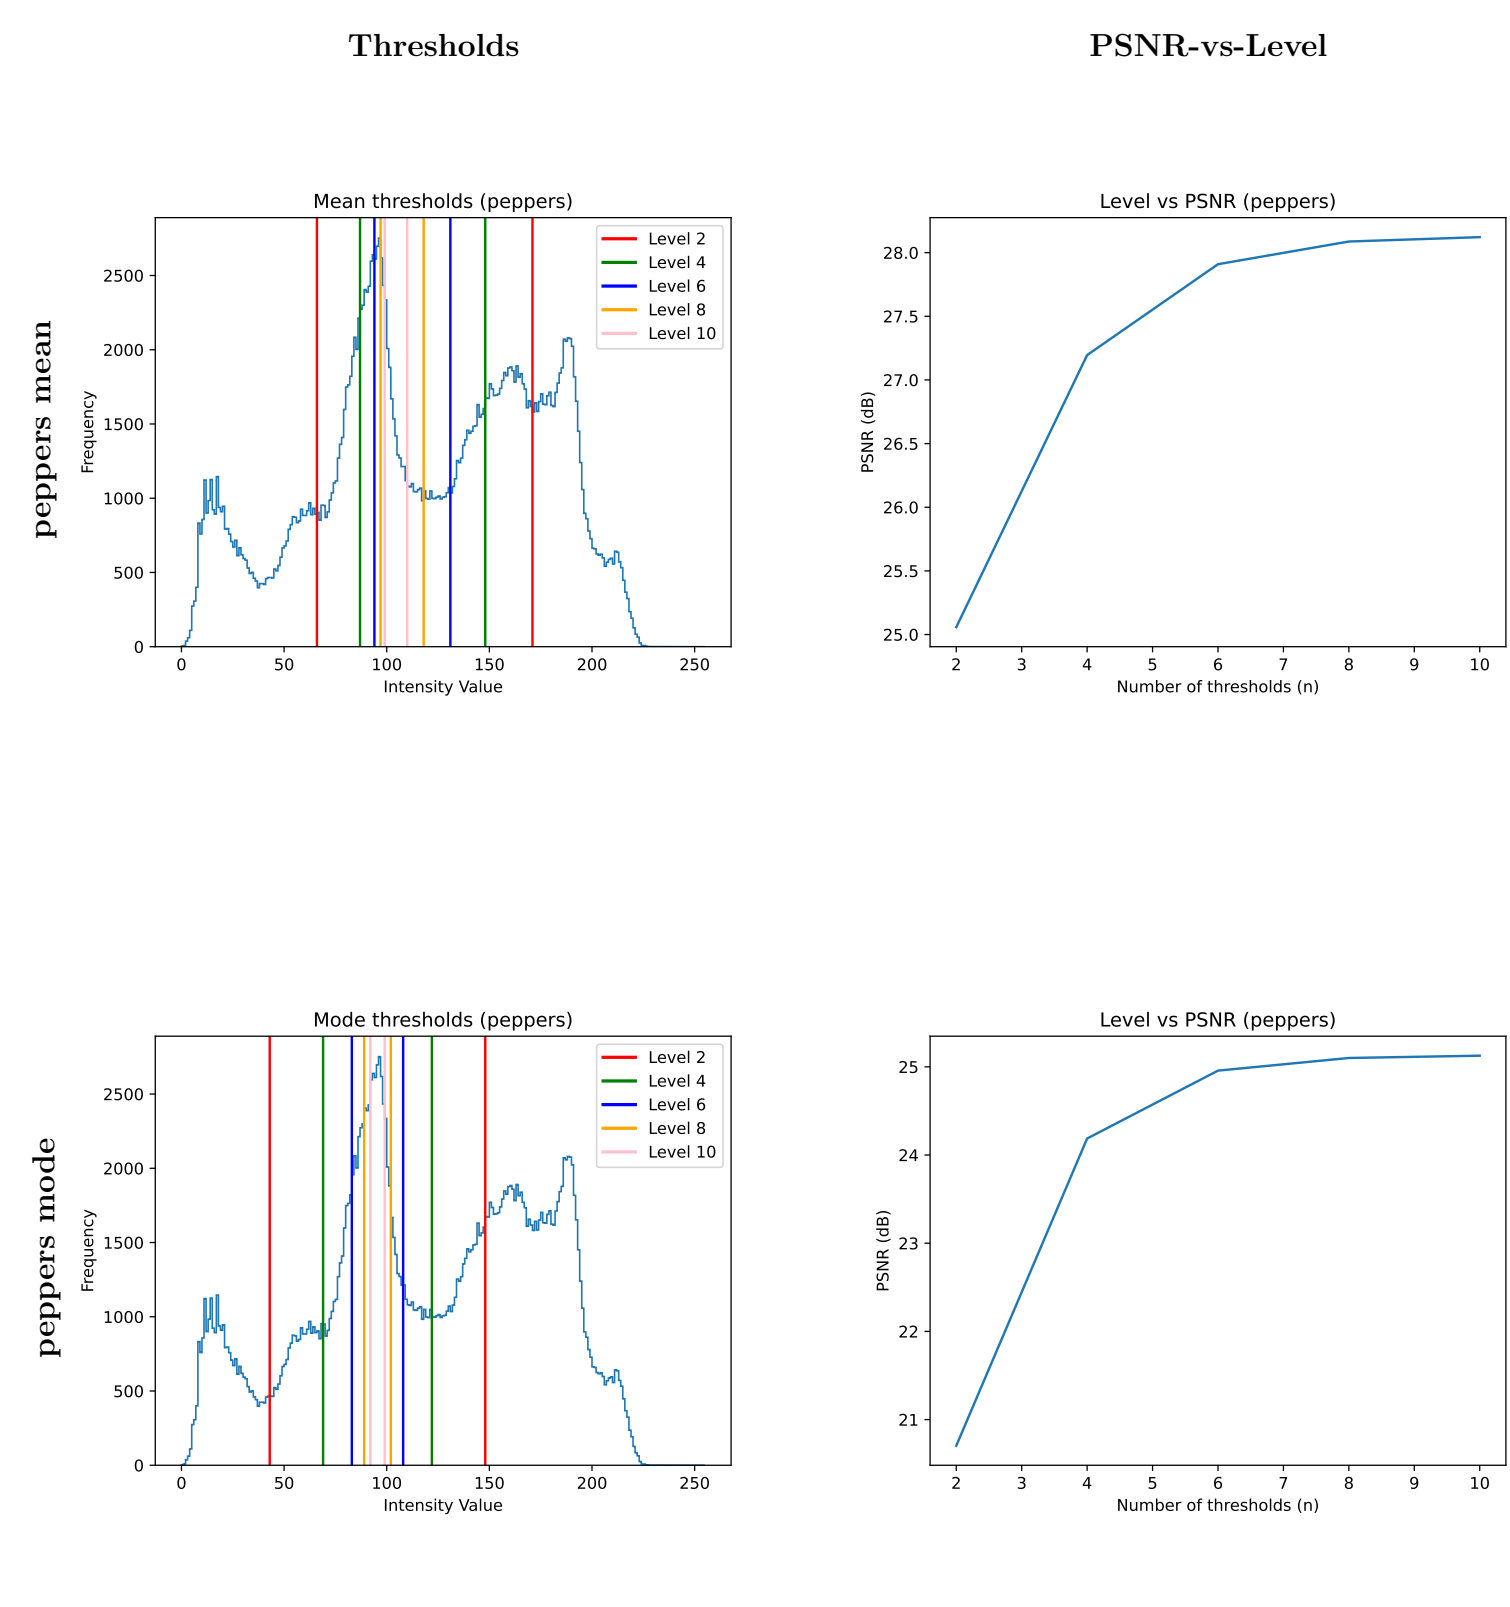 Thresholds
PSNR-vs-Level
peppers mean
Mean thresholds (peppers)
Frequency
2500
2000
1500
1000
500
0
0 50 100 150 200 250
Intensity Value
Level 2
Level 4
Level 6
Level 8
Level 10
Level vs PSNR (peppers)
PSNR (dB)
28.0
27.5
27.0
26.5
26.0
25.5
25.0
2 3 4 5 6 7 8 9 10
Number of thresholds (n)
peppers mode
Mode thresholds (peppers)
Frequency
2500
2000
1500
1000
500
0
0 50 100 150 200 250
Intensity Value
Level 2
Level 4
Level 6
Level 8
Level 10
Level vs PSNR (peppers)
PSNR (dB)
25
24
23
22
21
2 3 4 5 6 7 8 9 10
Number of thresholds (n)